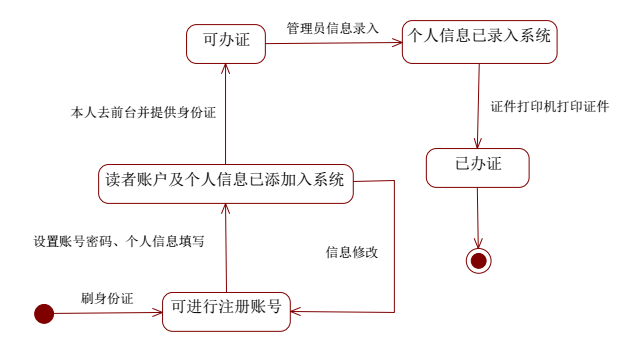 管理员信息录入
可办证
个人信息已录入系统
本人去前台并提供身份证
证件打印机打印证件
已办证
读者账户及个人信息已添加入系统
设置账号密码、个人信息填写
信息修改
刷身份证
可进行注册账号